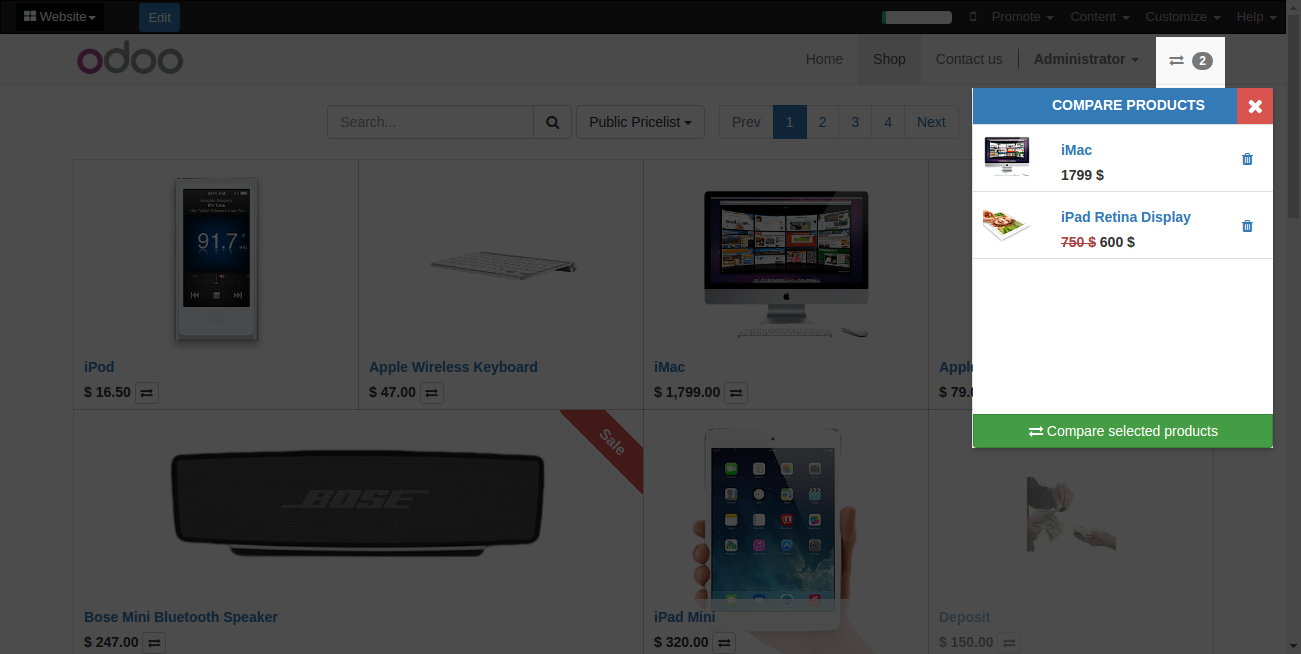 Website
Edit
Promote
Content
Customize
Help
odoo
Home
Shop
Contact us
Administrator
2
Search...
Public Pricelist
Prev
1
2
3
4
Next
COMPARE PRODUCTS
iMac
1799 $
iPad Retina Display
750 $ 600 $
Compare selected products
91.7
iPod
$ 16.50
Apple Wireless Keyboard
$ 47.00
iMac
$ 1,799.00
$ 79.
Sale
BOSE
Bose Mini Bluetooth Speaker
$ 247.00
iPad Mini
$ 320.00
Deposit
$ 150.00